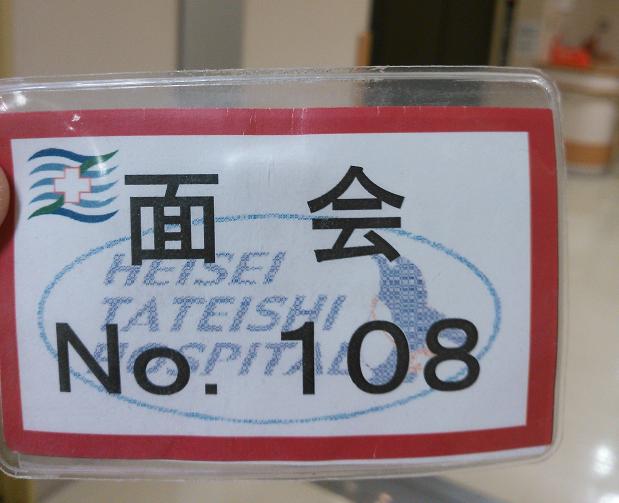 面 会
HEISEI
TATEISHI
HOSPITAL
No. 108